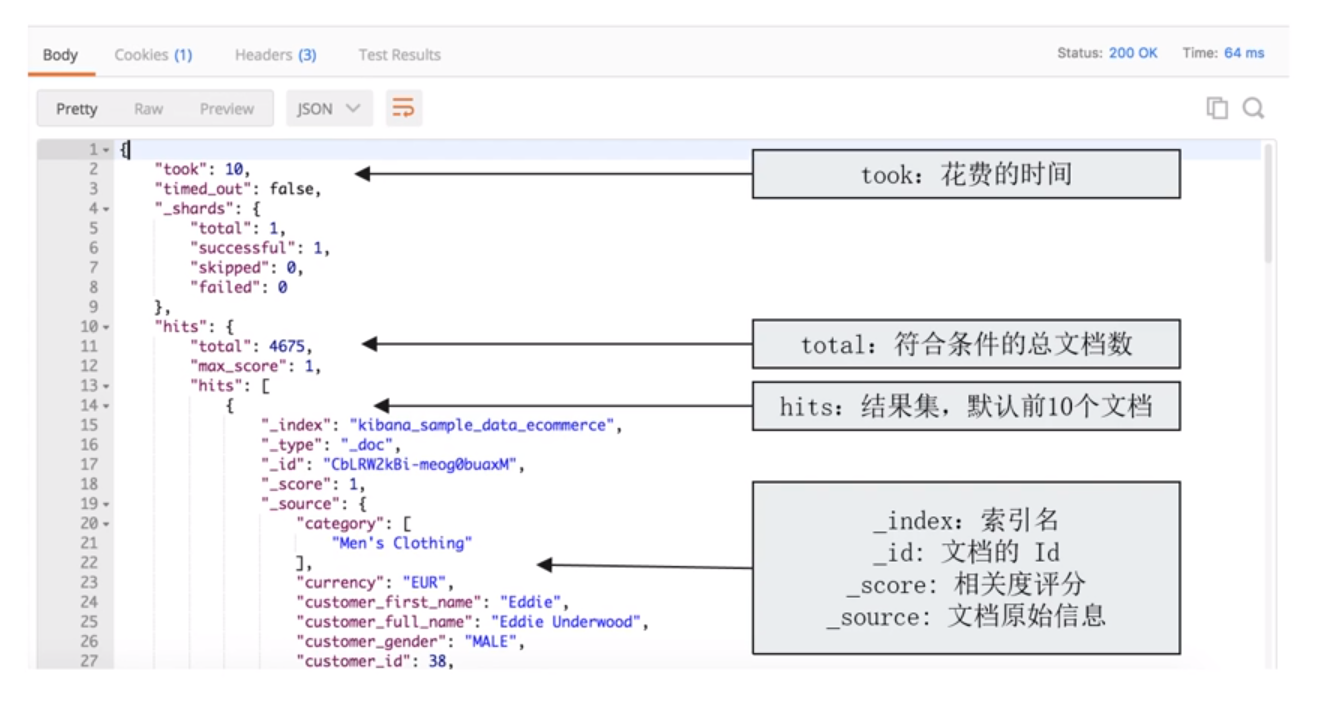 Body Cookies (1) Headers (3) Test Results Status: 200 OK Time: 64 ms
Pretty Raw Preview JSON
1 {
2 "took": 10,
took: 花费的时间
3 "timed_out": false,
4 "_shards": {
5 "total": 1,
6 "successful": 1,
7 "skipped": 0,
8 "failed": 0
9 },
10 "hits": {
11 "total": 4675,
total: 符合条件的总文档数
12 "max_score": 1,
13 "hits": [
14 {
hits: 结果集，默认前10个文档
15 "_index": "kibana_sample_data_ecommerce",
16 "_type": "_doc",
17 "_id": "CbLRW2kBi-meog0buaxM",
18 "_score": 1,
19 "_source": {
20 "category": [
21 "Men's Clothing"
22 ],
23 "currency": "EUR",
24 "customer_first_name": "Eddie",
25 "customer_full_name": "Eddie Underwood",
26 "customer_gender": "MALE",
27 "customer_id": 38,
_index: 索引名
_id: 文档的 Id
_score: 相关度评分
_source: 文档原始信息